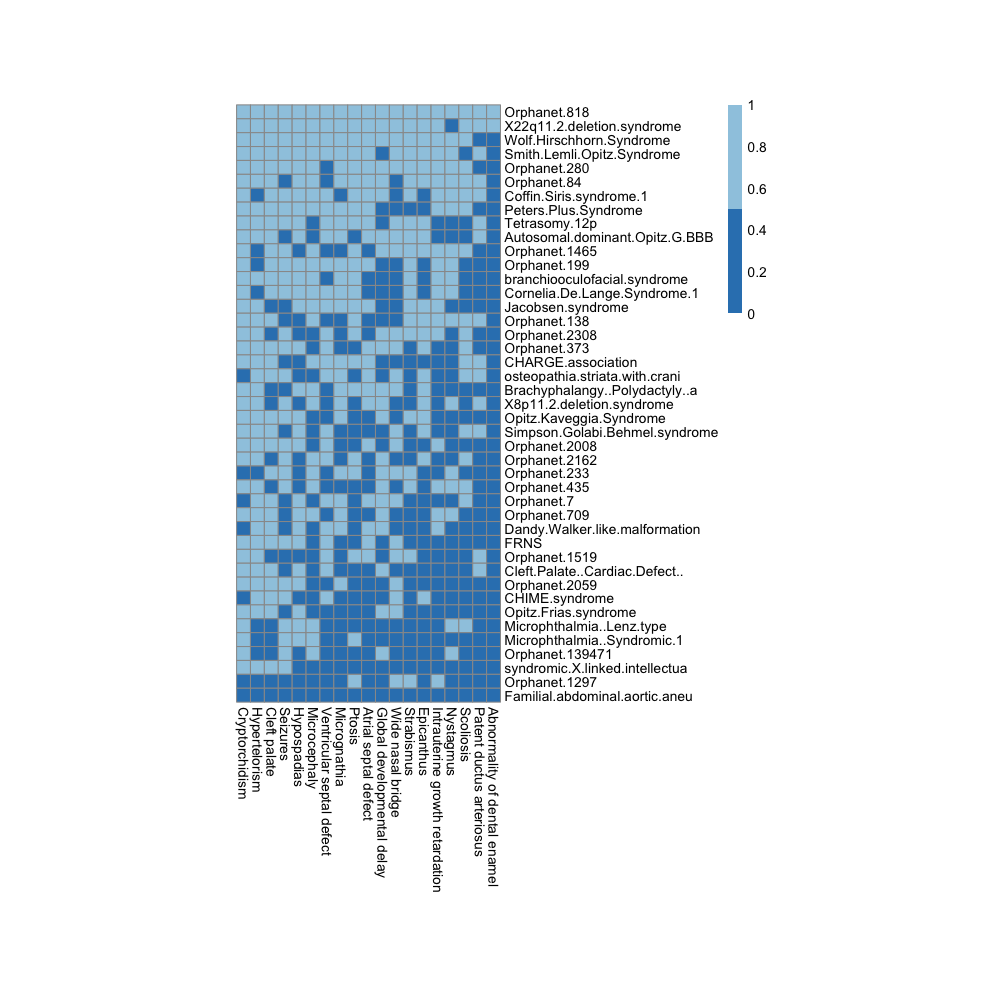 Orphanet.818
X22q11.2.deletion.syndrome
Wolf.Hirschhorn.Syndrome
Smith.Lemli.Opitz.Syndrome
Orphanet.280
Orphanet.84
Coffin.Siris.syndrome.1
Peters.Plus.Syndrome
Tetrasomy.12p
Autosomal.dominant.Opitz.G.BBB
Orphanet.1465
Orphanet.199
branchiooculofacial.syndrome
Cornelia.De.Lange.Syndrome.1
Jacobsen.syndrome
Orphanet.138
Orphanet.2308
Orphanet.373
CHARGE.association
osteopathia.striata.with.crani
Brachyphalangy..Polydactyly..a
X8p11.2.deletion.syndrome
Opitz.Kaveggia.Syndrome
Simpson.Golabi.Behmel.syndrome
Orphanet.2008
Orphanet.2162
Orphanet.233
Orphanet.435
Orphanet.7
Orphanet.709
Dandy.Walker.like.malformation
FRNS
Orphanet.1519
Cleft.Palate..Cardiac.Defect..
Orphanet.2059
CHIME.syndrome
Opitz.Frias.syndrome
Microphthalmia..Lenz.type
Microphthalmia..Syndromic.1
Orphanet.139471
syndromic.X.linked.intellectua
Orphanet.1297
Familial.abdominal.aortic.aneu
1
0.8
0.6
0.4
0.2
0
Cryptorchidism
Hypertelorism
Cleft palate
Seizures
Hypospadias
Microcephaly
Ventricular septal defect
Micrognathia
Ptosis
Atrial septal defect
Global developmental delay
Wide nasal bridge
Strabismus
Epicanthus
Intrauterine growth retardation
Nystagmus
Scoliosis
Patent ductus arteriosus
Abnormality of dental enamel